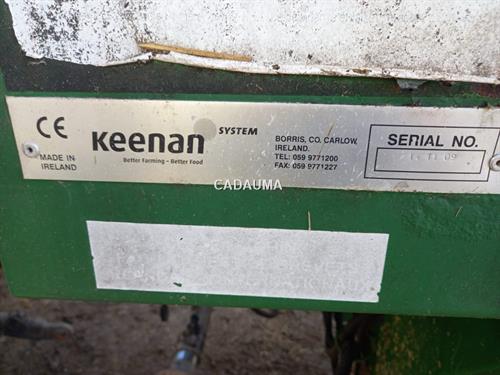 CE
MADE IN
IRELAND
Keenan SYSTEM
Better Farming - Better Food
BORRIS, CO. CARLOW,
IRELAND.
TEL: 059 9771200
FAX: 059 9771227
SERIAL NO.
CADAUMA